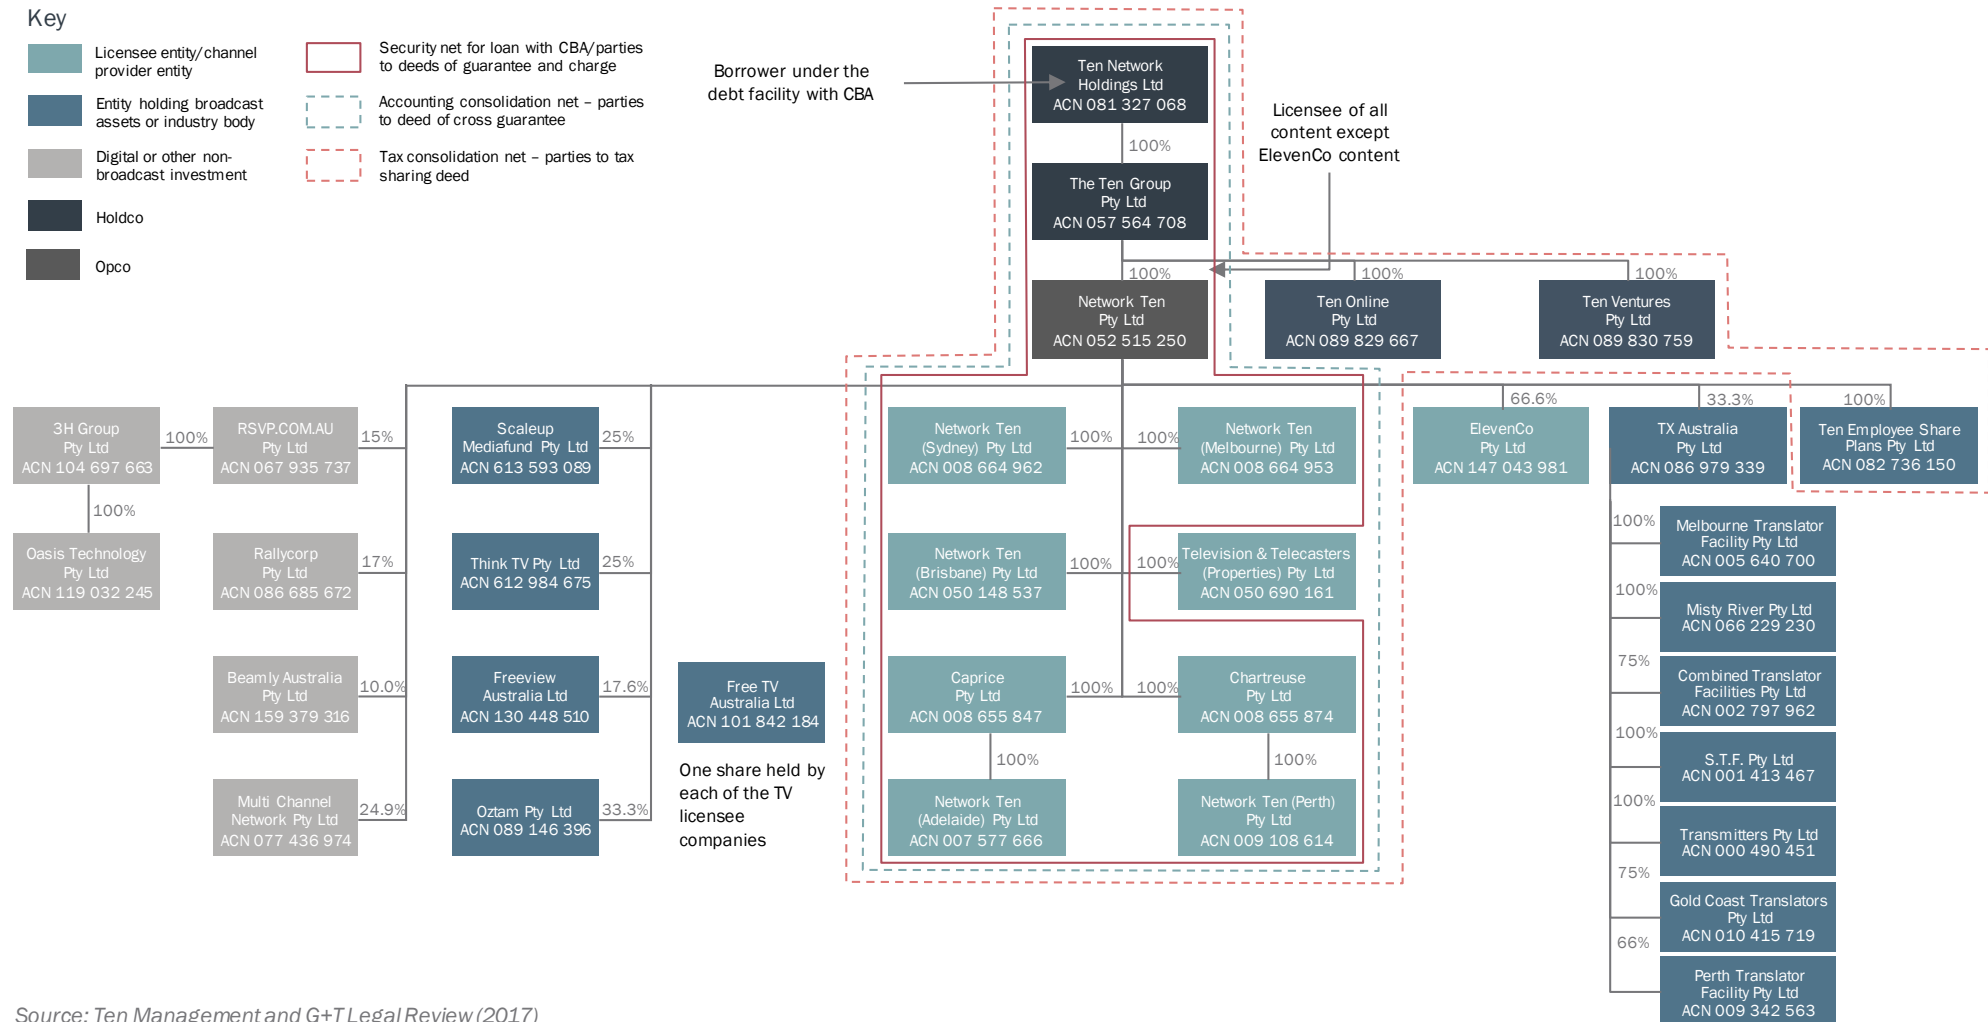 Key
Licensee entity/channel
provider entity
Entity holding broadcast
assets or industry body
Digital or other non-
broadcast investment
Holdco
Opco
Security net for loan with CBA/parties
to deeds of guarantee and charge
Accounting consolidation net – parties
to deed of cross guarantee
Tax consolidation net – parties to tax
sharing deed
Borrower under the
debt facility with CBA
Ten Network
Holdings Ltd
ACN 081 327 068
Licensee of all
content except
ElevenCo content
100%
The Ten Group
Pty Ltd
ACN 057 564 708
100%
100%
100%
Network Ten
Pty Ltd
ACN 052 515 250
Ten Online
Pty Ltd
ACN 089 829 667
Ten Ventures
Pty Ltd
ACN 089 830 759
3H Group
Pty Ltd
ACN 104 697 663
100%
RSVP.COM.AU
Pty Ltd
ACN 067 935 737
15%
100%
Oasis Technology
Pty Ltd
ACN 119 032 245
Rallycorp
Pty Ltd
ACN 086 685 672
17%
Beamly Australia
Pty Ltd
ACN 159 379 316
10.0%
Multi Channel
Network Pty Ltd
ACN 077 436 974
24.9%
Scaleup
Mediafund Pty Ltd
ACN 613 593 089
25%
Think TV Pty Ltd
ACN 612 984 675
25%
Freeview
Australia Ltd
ACN 130 448 510
17.6%
Oztam Pty Ltd
ACN 089 146 396
33.3%
Free TV
Australia Ltd
ACN 101 842 184
One share held by
each of the TV
licensee
companies
Network Ten
(Sydney) Pty Ltd
ACN 008 664 962
100%
100%
Network Ten
(Melbourne) Pty Ltd
ACN 008 664 953
Network Ten
(Brisbane) Pty Ltd
ACN 050 148 537
100%
100%
Television & Telecasters
(Properties) Pty Ltd
ACN 050 690 161
Caprice
Pty Ltd
ACN 008 655 847
100%
100%
Chartreuse
Pty Ltd
ACN 008 655 874
100%
100%
Network Ten
(Adelaide) Pty Ltd
ACN 007 577 666
Network Ten (Perth)
Pty Ltd
ACN 009 108 614
66.6%
ElevenCo
Pty Ltd
ACN 147 043 981
33.3%
TX Australia
Pty Ltd
ACN 086 979 339
100%
Ten Employee Share
Plans Pty Ltd
ACN 082 736 150
100%
Melbourne Translator
Facility Pty Ltd
ACN 005 640 700
100%
Misty River Pty Ltd
ACN 066 229 230
75%
Combined Translator
Facilities Pty Ltd
ACN 002 797 962
100%
S.T.F. Pty Ltd
ACN 001 413 467
100%
Transmitters Pty Ltd
ACN 000 490 451
75%
Gold Coast Translators
Pty Ltd
ACN 010 415 719
66%
Perth Translator
Facility Pty Ltd
ACN 009 342 563
Source: Ten Management and G+T Legal Review (2017)